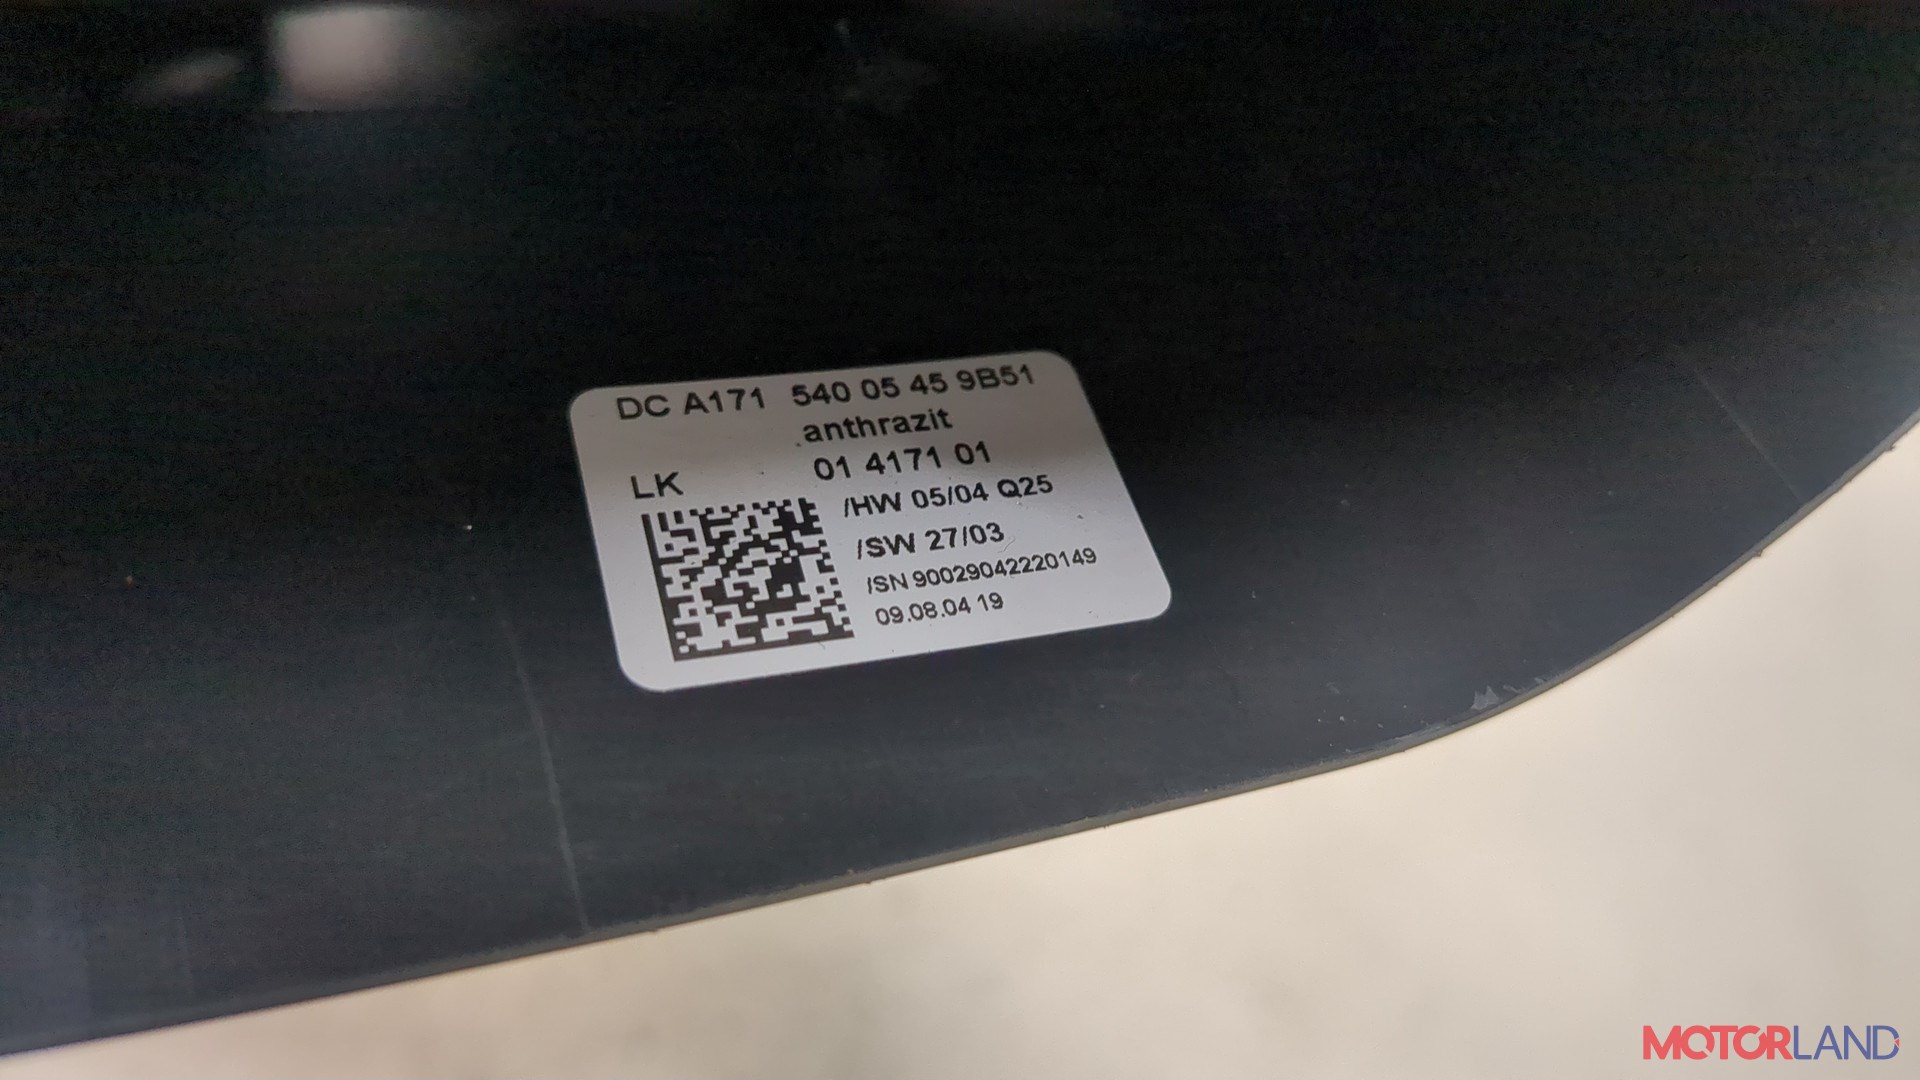 DC A171 540 05 45 9B51
anthrazit
01 4171 01
LK
/HW 05/04 Q25
/SW 27/03
/SN 90029042220149
09.08.04 19
MOTORLAND